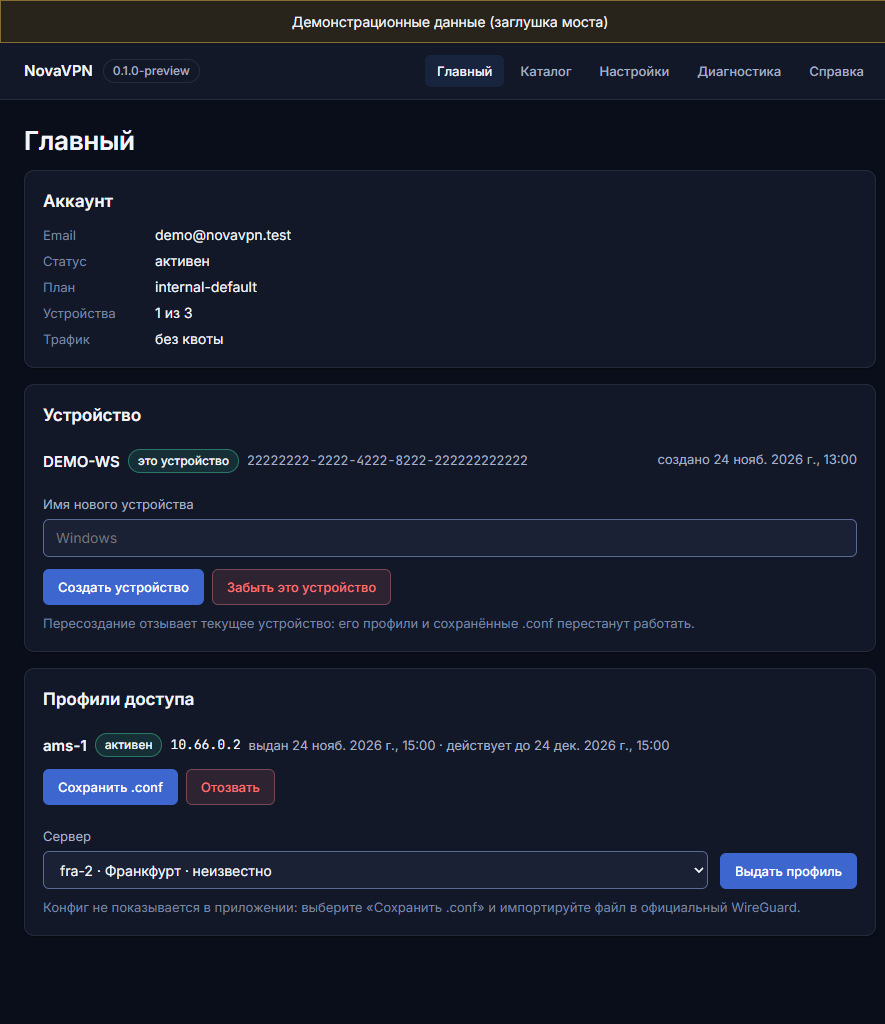 Демонстрационные данные (заглушка моста)
NovaVPN 0.1.0-preview Главный Каталог Настройки Диагностика Справка
Главный
Аккаунт
Email demo@novavpn.test
Статус активен
План internal-default
Устройства 1 из 3
Трафик без квоты
Устройство
DEMO-WS это устройство 22222222-2222-4222-8222-222222222222 создано 24 нояб. 2026 г., 13:00
Имя нового устройства
Windows
Создать устройство Забыть это устройство
Пересоздание отзывает текущее устройство: его профили и сохранённые .conf перестанут работать.
Профили доступа
ams-1 активен 10.66.0.2 выдан 24 нояб. 2026 г., 15:00 · действует до 24 дек. 2026 г., 15:00
Сохранить .conf Отозвать
Сервер
fra-2 · Франкфурт · неизвестно Выдать профиль
Конфиг не показывается в приложении: выберите «Сохранить .conf» и импортируйте файл в официальный WireGuard.